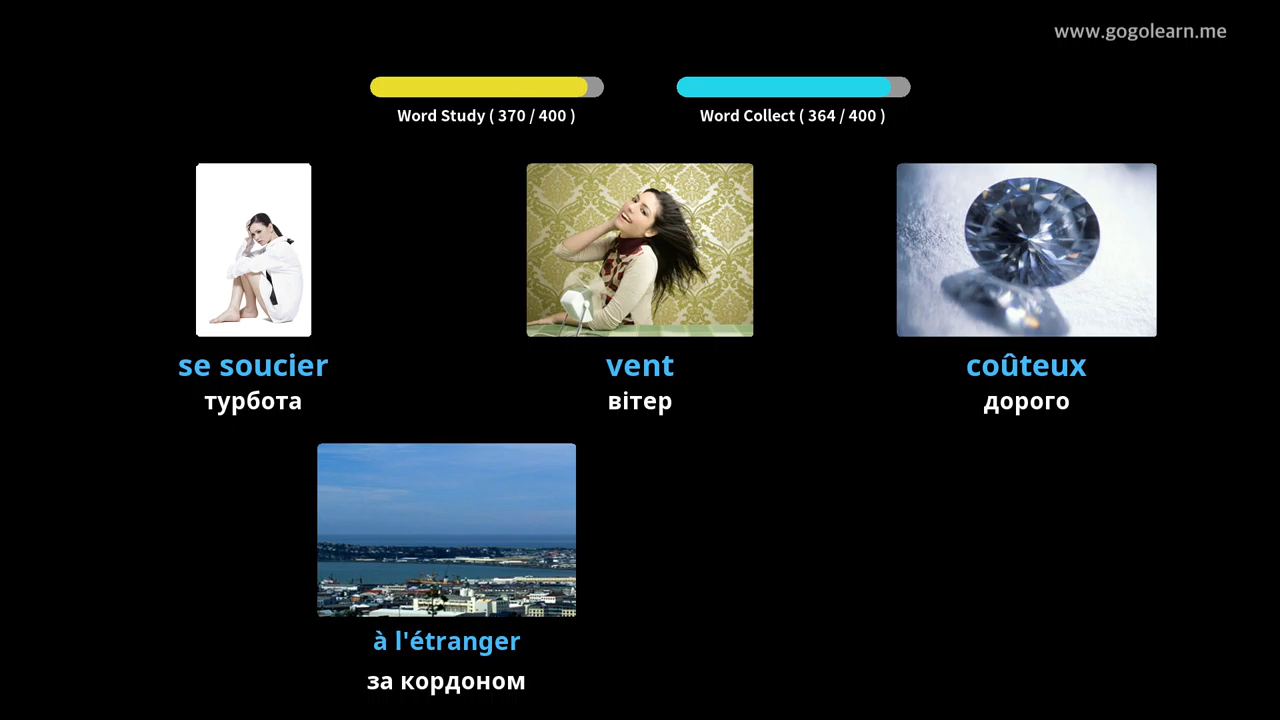 www.gogolearn.me
Word Study ( 370 / 400 )
Word Collect ( 364 / 400 )
se soucier
турбота
vent
вітер
coûteux
дорого
à l'étranger
за кордоном